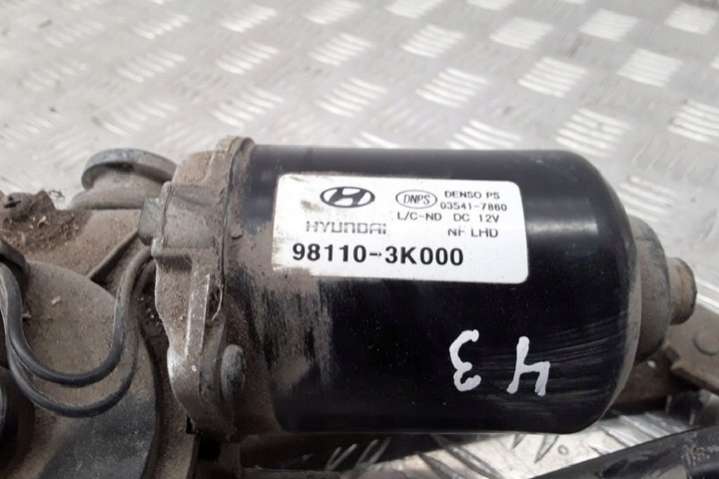 DNPS DENSO PS
03541-7860
L/C-ND DC 12V
HYUNDAI NF LHD
98110-3K000
43